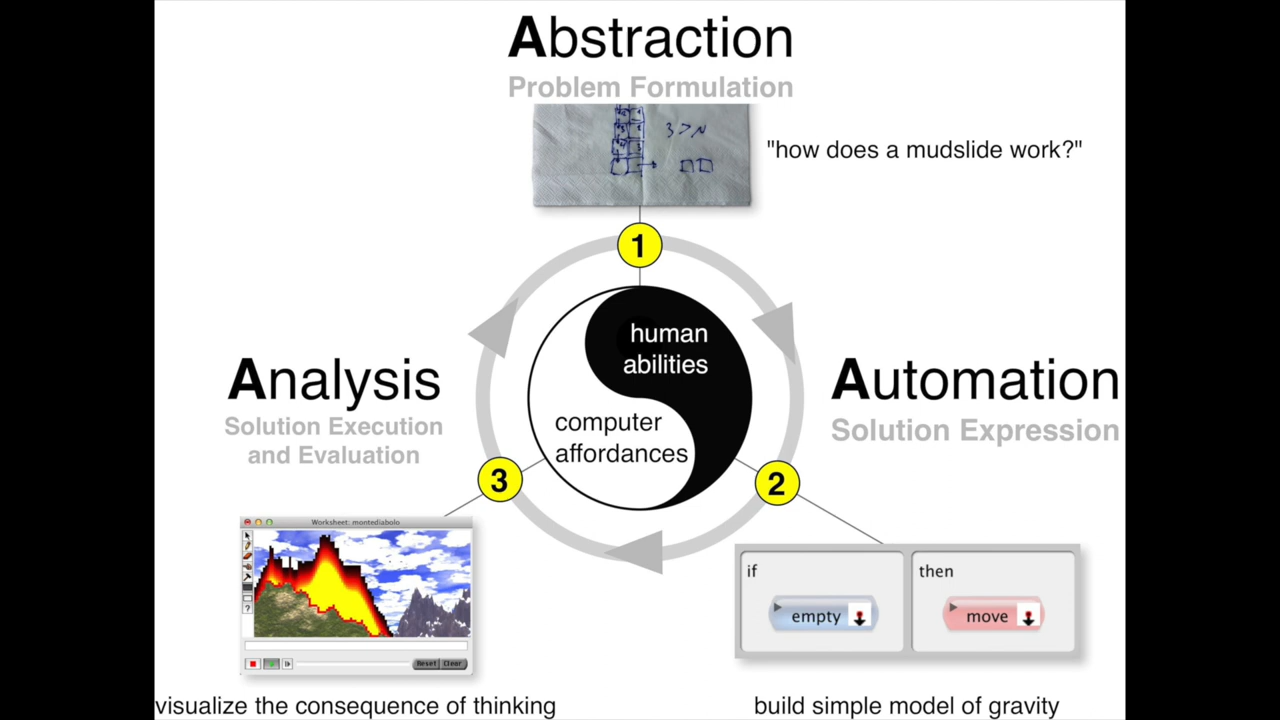 Abstraction
Problem Formulation
3 > N
"how does a mudslide work?"
1
human
abilities
computer
affordances
Automation
Solution Expression
2
if
empty
then
move
build simple model of gravity
Analysis
Solution Execution
and Evaluation
3
Worksheet: montediabolo
?
Reset
Clear
visualize the consequence of thinking